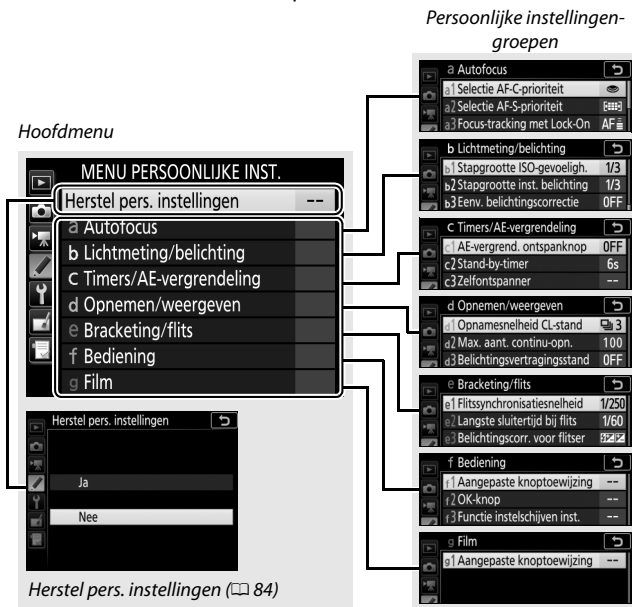 Persoonlijke instellingen-
groepen
Hoofdmenu
MENU PERSOONLIJKE INST.
Herstel pers. instellingen --
a Autofocus
b Lichtmeting/belichting
c Timers/AE-vergrendeling
d Opnemen/weergeven
e Bracketing/flits
f Bediening
g Film
Herstel pers. instellingen
Ja
Nee
Herstel pers. instellingen (84)
a Autofocus
a1 Selectie AF-C-prioriteit
a2 Selectie AF-S-prioriteit
a3 Focus-tracking met Lock-On AF
b Lichtmeting/belichting
b1 Stapgrootte ISO-gevoeligh. 1/3
b2 Stapgrootte inst. belichting 1/3
b3 Eenv. belichtingscorrectie OFF
c Timers/AE-vergrendeling
c1 AE-vergrend. ontspanknop OFF
c2 Stand-by-timer 6s
c3 Zelfontspanner --
d Opnemen/weergeven
d1 Opnamesnelheid CL-stand 3
d2 Max. aant. continu-opn. 100
d3 Belichtingsvertragingsstand OFF
e Bracketing/flits
e1 Flitssynchronisatiesnelheid 1/250
e2 Langste sluitertijd bij flits 1/60
e3 Belichtingscorr. voor flitser
f Bediening
f1 Aangepaste knoptoewijzing --
f2 OK-knop --
f3 Functie instelschijven inst. --
g Film
g1 Aangepaste knoptoewijzing --